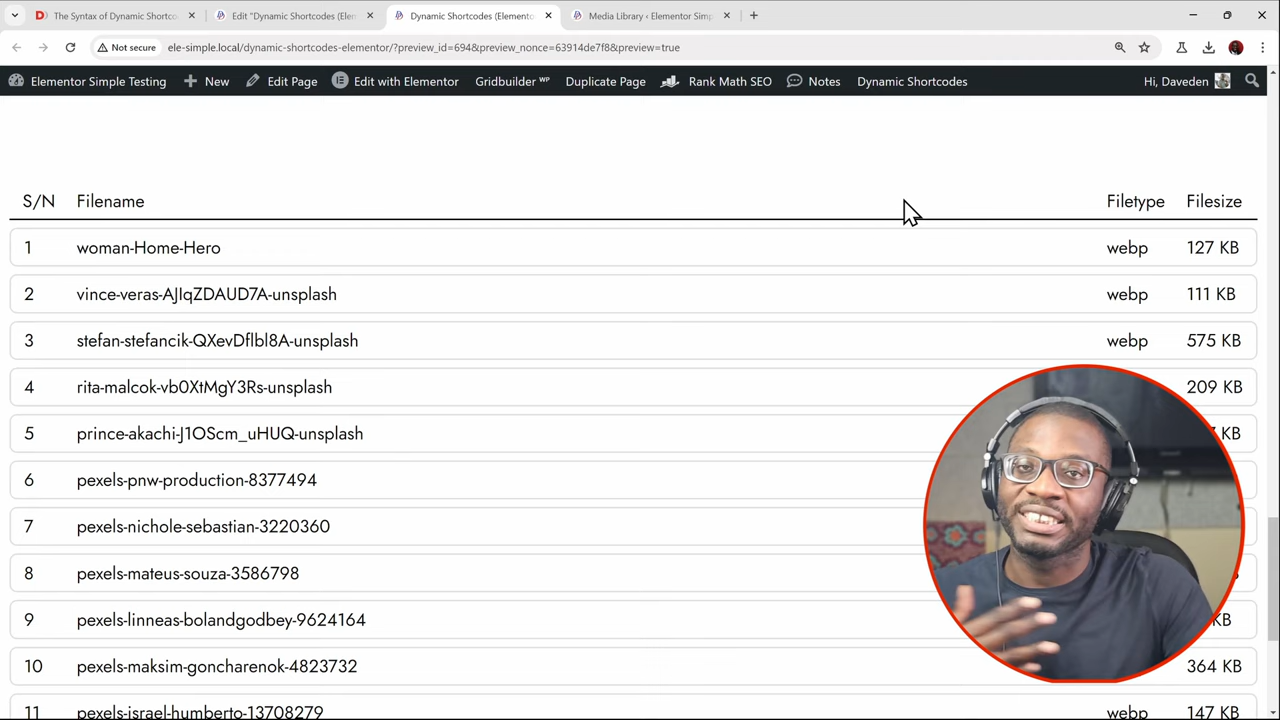 The Syntax of Dynamic Shortc
Edit "Dynamic Shortcodes (Elem
Dynamic Shortcodes (Elemento
Media Library ‹ Elementor Simp
Not secure
ele-simple.local/dynamic-shortcodes-elementor/?preview_id=694&preview_nonce=63914de7f8&preview=true
Elementor Simple Testing
New
Edit Page
Edit with Elementor
Gridbuilder WP
Duplicate Page
Rank Math SEO
Notes
Dynamic Shortcodes
Hi, Daveden
S/N Filename Filetype Filesize
1 woman-Home-Hero webp 127 KB
2 vince-veras-AJIqZDAUD7A-unsplash webp 111 KB
3 stefan-stefancik-QXevDflbl8A-unsplash webp 575 KB
4 rita-malcok-vb0XtMgY3Rs-unsplash 209 KB
5 prince-akachi-J1OScm_uHUQ-unsplash KB
6 pexels-pnw-production-8377494
7 pexels-nichole-sebastian-3220360
8 pexels-mateus-souza-3586798
9 pexels-linneas-bolandgodbey-9624164 KB
10 pexels-maksim-goncharenok-4823732 364 KB
11 pexels-israel-humberto-13708279 webp 147 KB